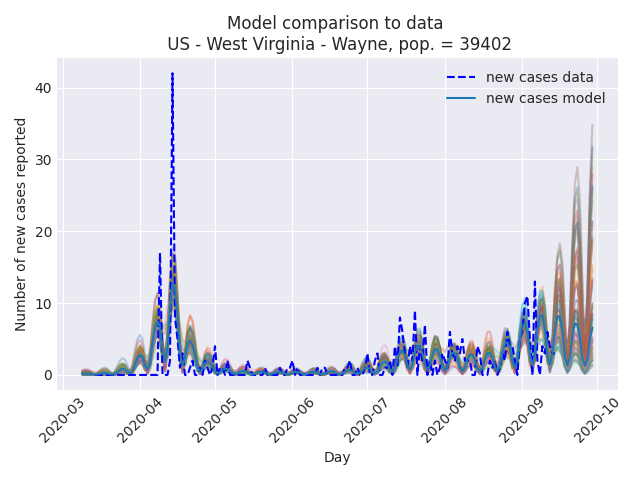 Model comparison to data
US - West Virginia - Wayne, pop. = 39402
new cases data
new cases model
Number of new cases reported
40
30
20
10
0
2020-03
2020-04
2020-05
2020-06
2020-07
2020-08
2020-09
2020-10
Day